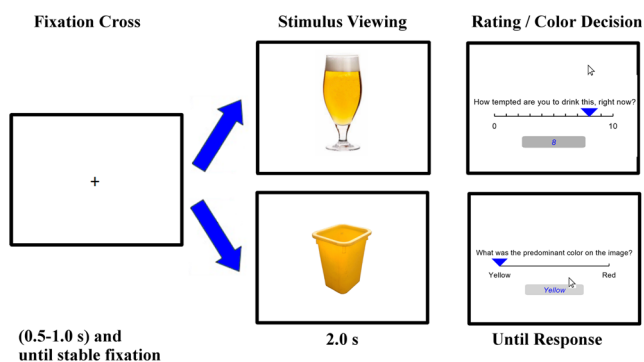 Fixation Cross
Stimulus Viewing
Rating / Color Decision
+
How tempted are you to drink this, right now?
0
10
8
What was the predominant color on the image?
Yellow
Red
Yellow
(0.5-1.0 s) and
until stable fixation
2.0 s
Until Response